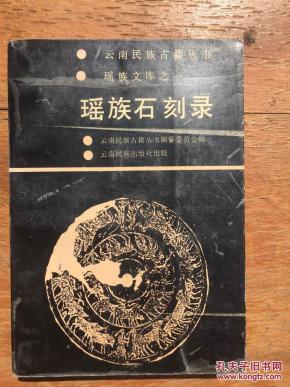 云南民族古籍丛书
瑶族文库之一
瑶族石刻录
云南民族古籍丛书编纂委员会编
云南民族出版社出版
孔夫子旧书网